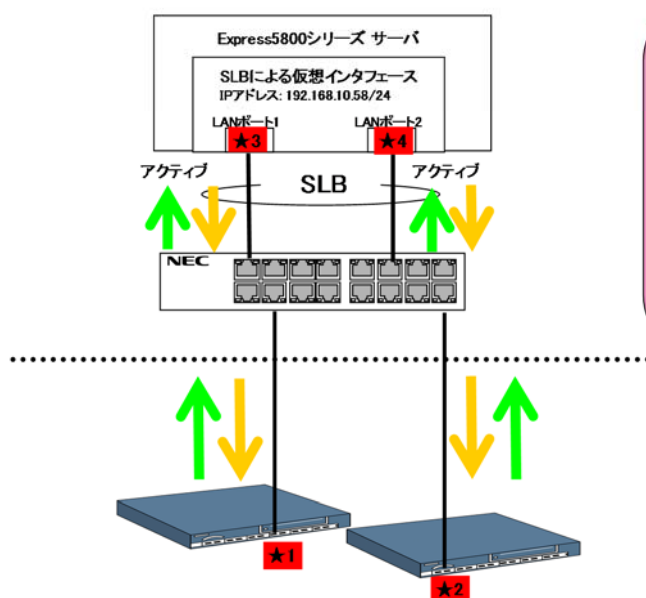 Express5800シリーズ サーバ
SLBによる仮想インタフェース
IPアドレス: 192.168.10.58/24
LANポート1 LANポート2
★3 ★4
アクティブ アクティブ
SLB
NEC
★1
★2